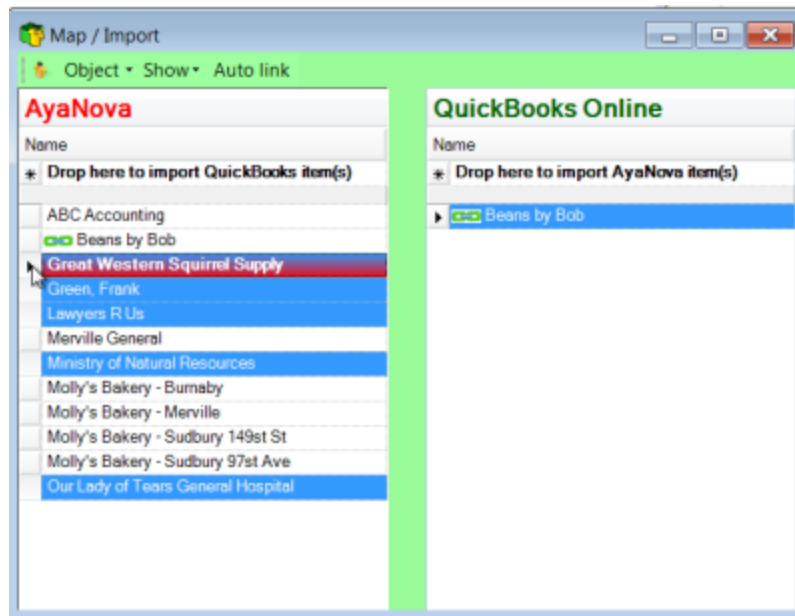 Map / Import
Object Show Auto link
AyaNova
Name
Drop here to import QuickBooks item(s)
ABC Accounting
Beans by Bob
Great Western Squirrel Supply
Green, Frank
Lawyers R Us
Merville General
Ministry of Natural Resources
Molly's Bakery - Burnaby
Molly's Bakery - Merville
Molly's Bakery - Sudbury 149st St
Molly's Bakery - Sudbury 97st Ave
Our Lady of Tears General Hospital
QuickBooks Online
Name
Drop here to import AyaNova item(s)
Beans by Bob